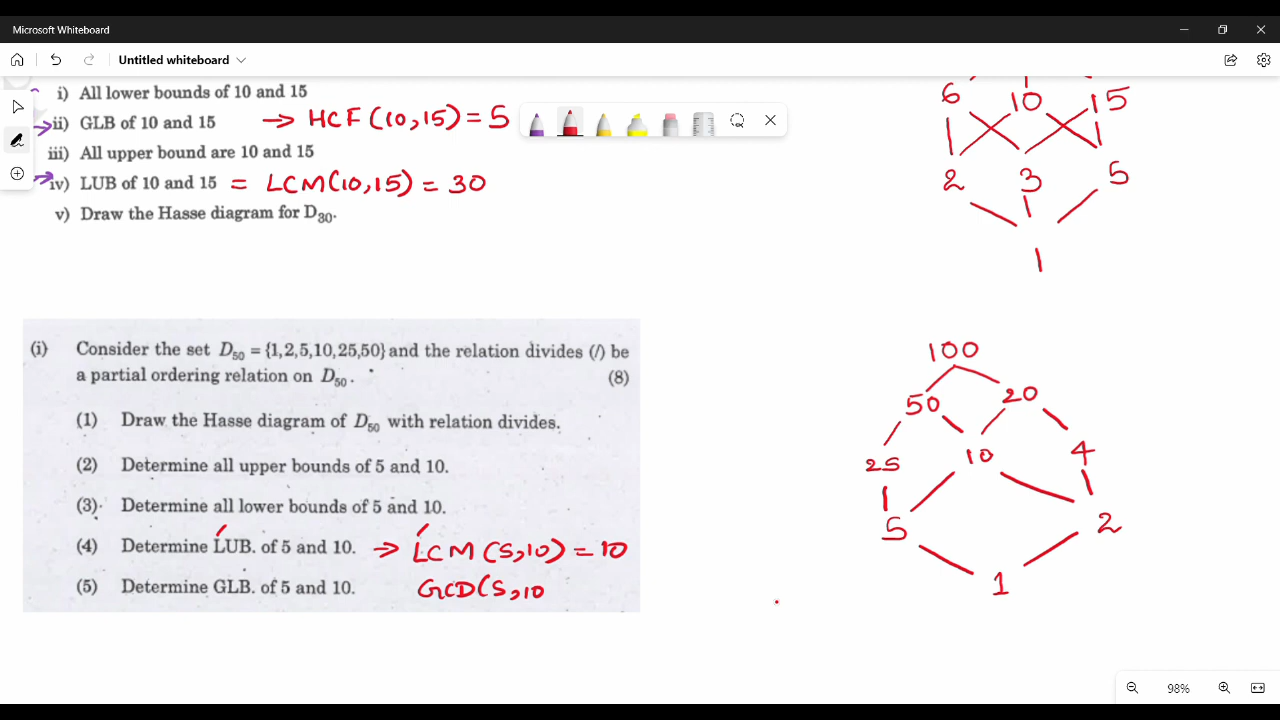 Microsoft Whiteboard
Untitled whiteboard
i) All lower bounds of 10 and 15
ii) GLB of 10 and 15 → HCF (10,15) = 5
iii) All upper bound are 10 and 15
iv) LUB of 10 and 15 = LCM(10,15) = 30
v) Draw the Hasse diagram for D30.
6 10 15
2 3 5
1
(i) Consider the set D50 = {1,2,5,10,25,50} and the relation divides (/) be
a partial ordering relation on D50. (8)
(1) Draw the Hasse diagram of D50 with relation divides.
(2) Determine all upper bounds of 5 and 10.
(3) Determine all lower bounds of 5 and 10.
(4) Determine LUB. of 5 and 10. → LCM (5,10) = 10
(5) Determine GLB. of 5 and 10. GCD(5,10
100
50 20
25 10 4
5 2
1
98%